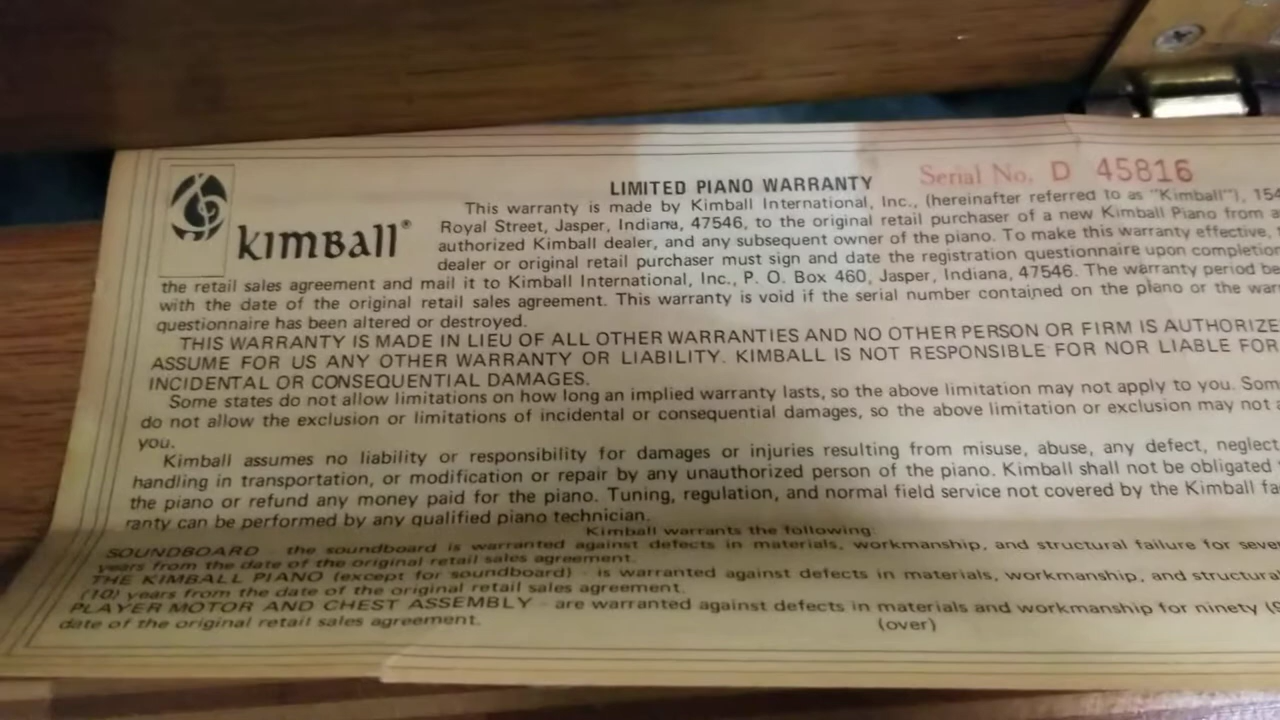 Serial No. D 45816
LIMITED PIANO WARRANTY
kimball®
This warranty is made by Kimball International, Inc., (hereinafter referred to as "Kimball"), 154
Royal Street, Jasper, Indiana, 47546, to the original retail purchaser of a new Kimball Piano from a
authorized Kimball dealer, and any subsequent owner of the piano. To make this warranty effective,
dealer or original retail purchaser must sign and date the registration questionnaire upon completion
the retail sales agreement and mail it to Kimball International, Inc., P. O. Box 460, Jasper, Indiana, 47546. The warranty period be
with the date of the original retail sales agreement. This warranty is void if the serial number contained on the piano or the war
questionnaire has been altered or destroyed.
THIS WARRANTY IS MADE IN LIEU OF ALL OTHER WARRANTIES AND NO OTHER PERSON OR FIRM IS AUTHORIZE
ASSUME FOR US ANY OTHER WARRANTY OR LIABILITY. KIMBALL IS NOT RESPONSIBLE FOR NOR LIABLE FOR
INCIDENTAL OR CONSEQUENTIAL DAMAGES.
Some states do not allow limitations on how long an implied warranty lasts, so the above limitation may not apply to you. Som
do not allow the exclusion or limitations of incidental or consequential damages, so the above limitation or exclusion may not a
you.
Kimball assumes no liability or responsibility for damages or injuries resulting from misuse, abuse, any defect, neglect
handling in transportation, or modification or repair by any unauthorized person of the piano. Kimball shall not be obligated
the piano or refund any money paid for the piano. Tuning, regulation, and normal field service not covered by the Kimball fa
ranty can be performed by any qualified piano technician.
Kimball warrants the following:
SOUNDBOARD - the soundboard is warranted against defects in materials, workmanship, and structural failure for seve
years from the date of the original retail sales agreement.
THE KIMBALL PIANO (except for soundboard) - is warranted against defects in materials, workmanship, and structural
(10) years from the date of the original retail sales agreement.
PLAYER MOTOR AND CHEST ASSEMBLY - are warranted against defects in materials and workmanship for ninety (9
date of the original retail sales agreement.
(over)